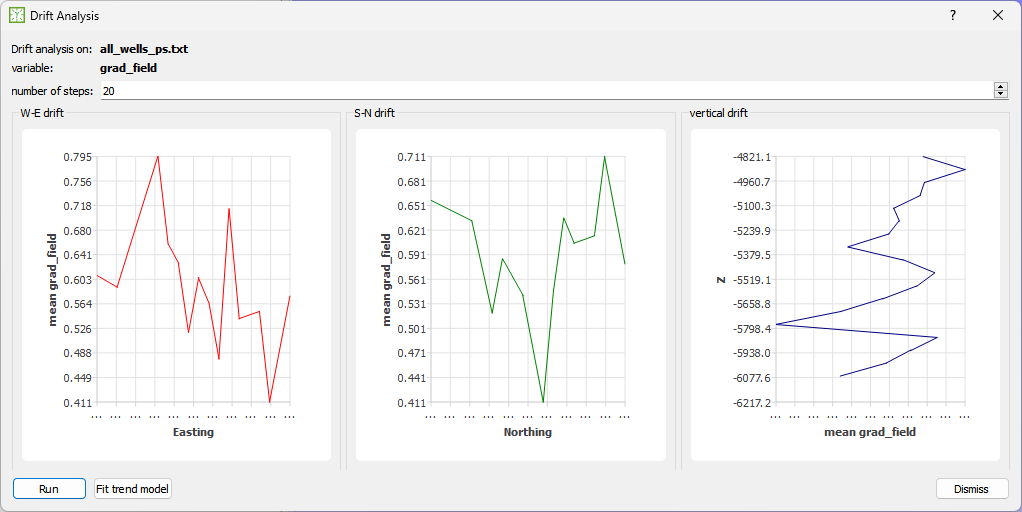 Drift Analysis
?
Drift analysis on: all_wells_ps.txt
variable: grad_field
number of steps: 20
W-E drift
0.795
0.756
0.718
0.680
0.641
0.603
0.564
0.526
0.488
0.449
0.411
mean grad_field
... ... ... ... ... ... ... ... ... ... ...
Easting
S-N drift
0.711
0.681
0.651
0.621
0.591
0.561
0.531
0.501
0.471
0.441
0.411
mean grad_field
... ... ... ... ... ... ... ... ... ... ...
Northing
vertical drift
-4821.1
-4960.7
-5100.3
-5239.9
-5379.5
-5519.1
-5658.8
-5798.4
-5938.0
-6077.6
-6217.2
Z
... ... ... ... ... ... ... ... ... ... ...
mean grad_field
Run Fit trend model Dismiss